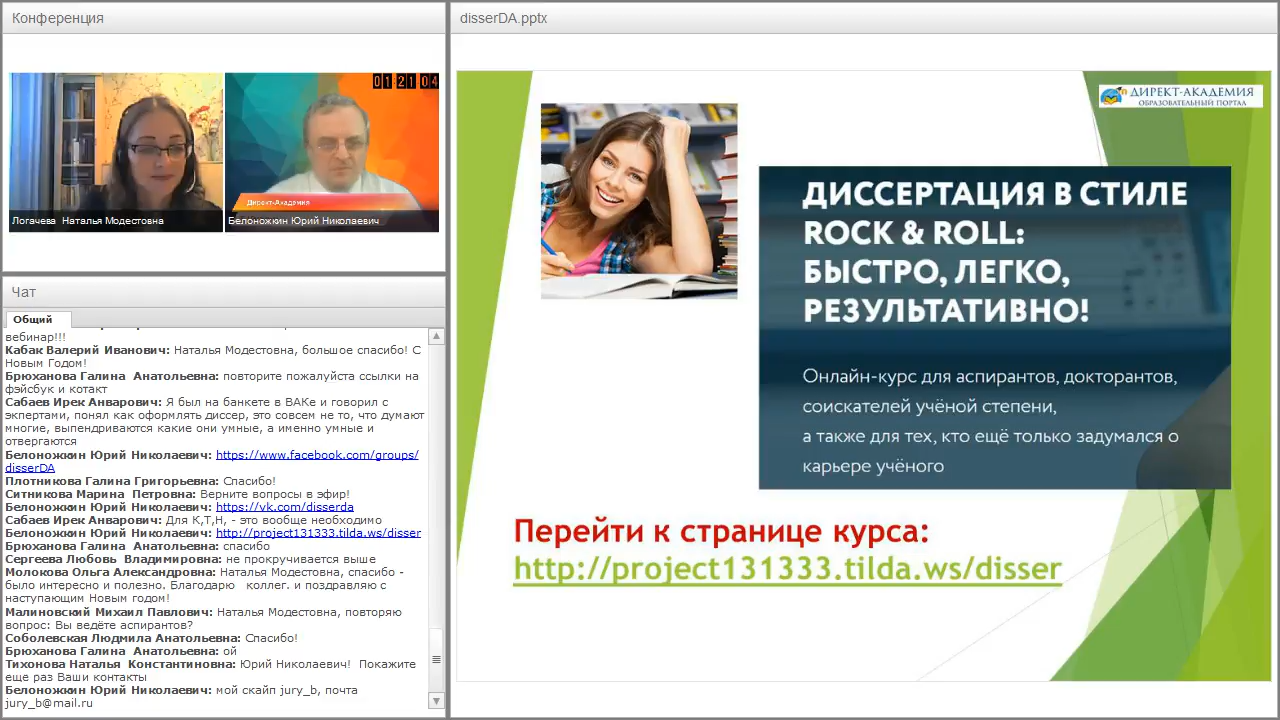 Конференция
01:21:04
Директ-Академия
Логачева Наталья Модестовна
Белоножкин Юрий Николаевич
Чат
Общий
вебинар!!!
Кабак Валерий Иванович: Наталья Модестовна, большое спасибо! С
Новым Годом!
Брюханова Галина Анатольевна: повторите пожалуйста ссылки на
фэйсбук и котакт
Сабаев Ирек Анварович: Я был на банкете в ВАКе и говорил с
экпертами, понял как оформлять диссер, это совсем не то, что думают
многие, выпендриваются какие они умные, а именно умные и
отвергаются
Белоножкин Юрий Николаевич: https://www.facebook.com/groups/
disserDA
Плотникова Галина Григорьевна: Спасибо!
Ситникова Марина Петровна: Верните вопросы в эфир!
Белоножкин Юрий Николаевич: https://vk.com/disserda
Сабаев Ирек Анварович: Для К,Т,Н, - это вообще необходимо
Белоножкин Юрий Николаевич: http://project131333.tilda.ws/disser
Брюханова Галина Анатольевна: спасибо
Сергеева Любовь Владимировна: не прокручивается выше
Молокова Ольга Александровна: Наталья Модестовна, спасибо -
было интересно и полезно. Благодарю коллег. и поздравляю с
наступающим Новым годом!
Малиновский Михаил Павлович: Наталья Модестовна, повторяю
вопрос: Вы ведёте аспирантов?
Соболевская Людмила Анатольевна: Спасибо!
Брюханова Галина Анатольевна: ой
Тихонова Наталья Константиновна: Юрий Николаевич! Покажите
еще раз Ваши контакты
Белоножкин Юрий Николаевич: мой скайп jury_b, почта
jury_b@mail.ru
disserDA.pptx
ДИРЕКТ-АКАДЕМИЯ
ОБРАЗОВАТЕЛЬНЫЙ ПОРТАЛ
ДИССЕРТАЦИЯ В СТИЛЕ
ROCK & ROLL:
БЫСТРО, ЛЕГКО,
РЕЗУЛЬТАТИВНО!
Онлайн-курс для аспирантов, докторантов,
соискателей учёной степени,
а также для тех, кто ещё только задумался о
карьере учёного
Перейти к странице курса:
http://project131333.tilda.ws/disser